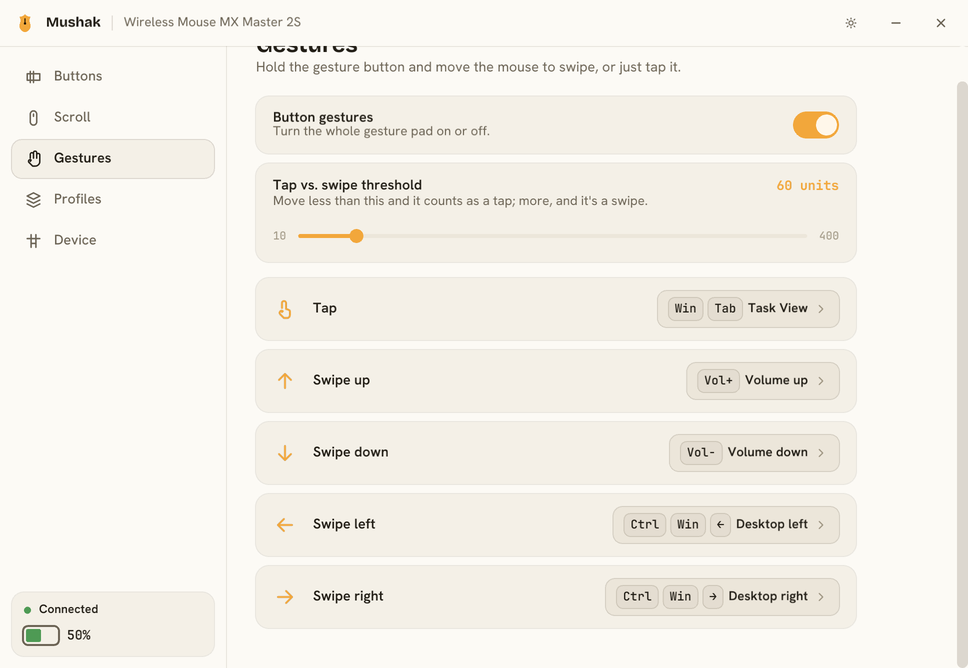 Mushak
Wireless Mouse MX Master 2S
Buttons
Scroll
Gestures
Profiles
Device
Connected
50%
Gestures
Hold the gesture button and move the mouse to swipe, or just tap it.
Button gestures
Turn the whole gesture pad on or off.
Tap vs. swipe threshold
60 units
Move less than this and it counts as a tap; more, and it's a swipe.
10
400
Tap
Win Tab Task View
Swipe up
Vol+ Volume up
Swipe down
Vol- Volume down
Swipe left
Ctrl Win ← Desktop left
Swipe right
Ctrl Win → Desktop right